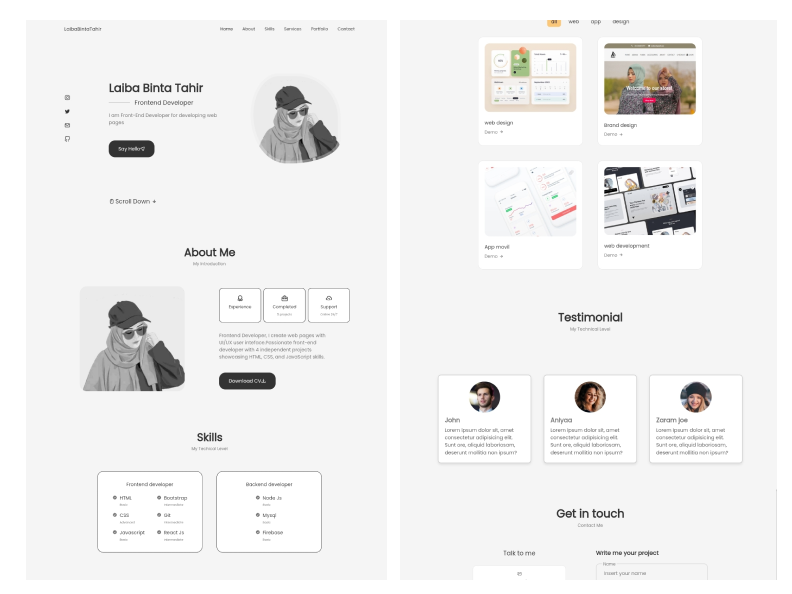 LaibaBintaTahir
Home About Skills Services Portfolio Contact
Laiba Binta Tahir
Frontend Developer
I am Front-End Developer for developing web
pages
Say Hello
Scroll Down
About Me
My Introduction
Experience
Completed
Support
Frontend Developer, I create web pages with
UI/UX user inteface.Passionate front-end
developer with 4 independent projects
showcasing HTML, CSS, and JavaScript skills.
Download CV
Skills
My Techical Level
Frontend developer
HTML
Basic
Bootstrap
Intermediate
CSS
Advanced
Git
Intermediate
Javascript
Basic
React Js
Intermediate
Backend developer
Node Js
Basic
Mysql
Basic
Firebase
Basic
all web app design
web design
Demo
Welcome to our store!
Brand design
Demo
App movil
Demo
web development
Demo
Testimonial
My Technical Level
John
Lorem ipsum dolor sit, amet
consectetur adipisicing elit.
Sunt ore, aliquid laboriosam,
deserunt mollitia non ipsum?
Aniyaa
Lorem ipsum dolor sit, amet
consectetur adipisicing elit.
Sunt ore, aliquid laboriosam,
deserunt mollitia non ipsum?
Zaram joe
Lorem ipsum dolor sit, amet
consectetur adipisicing elit.
Sunt ore, aliquid laboriosam,
deserunt mollitia non ipsum?
Get in touch
Contact Me
Talk to me
Write me your project
Name
Insert your name